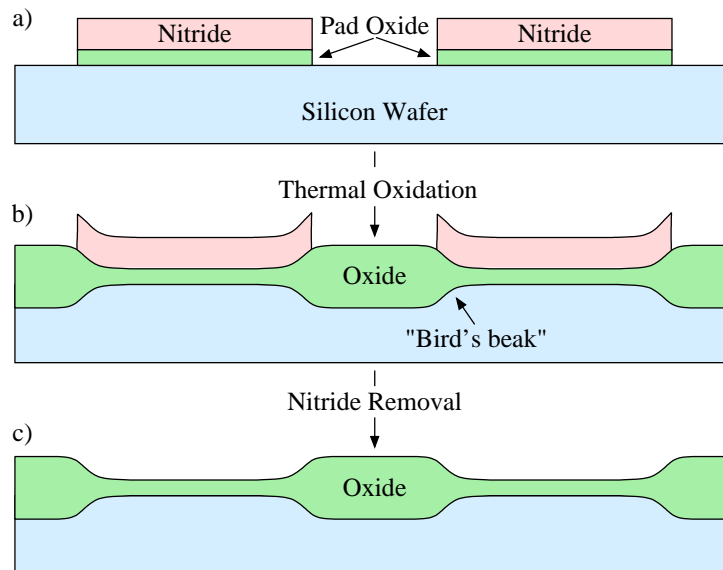 a)
Nitride
Pad Oxide
Nitride
Silicon Wafer
Thermal Oxidation
b)
Oxide
"Bird's beak"
Nitride Removal
c)
Oxide